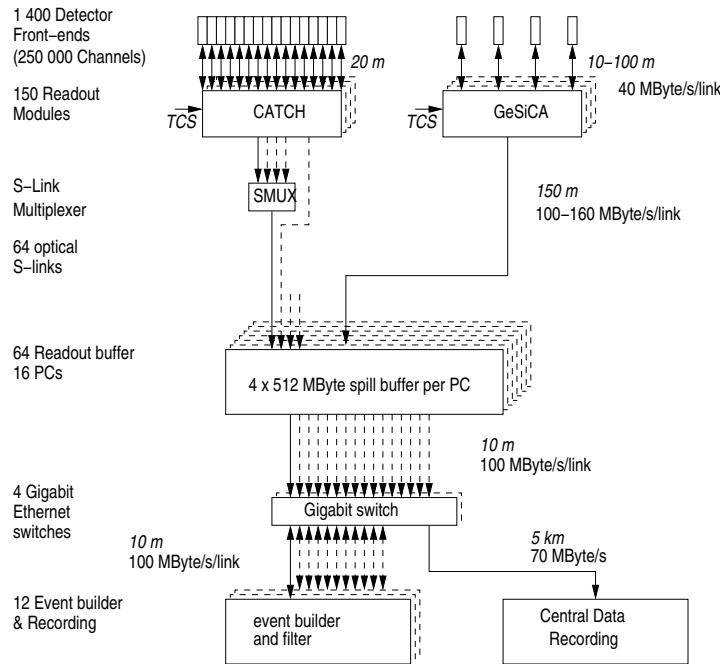 1 400 Detector
Front−ends
(250 000 Channels)
20 m
10−100 m
40 MByte/s/link
150 Readout
Modules
TCS
CATCH
TCS
GeSiCA
S−Link
Multiplexer
SMUX
150 m
100−160 MByte/s/link
64 optical
S−links
64 Readout buffer
16 PCs
4 x 512 MByte spill buffer per PC
10 m
100 MByte/s/link
4 Gigabit
Ethernet
switches
Gigabit switch
10 m
100 MByte/s/link
5 km
70 MByte/s
12 Event builder
& Recording
event builder
and filter
Central Data
Recording